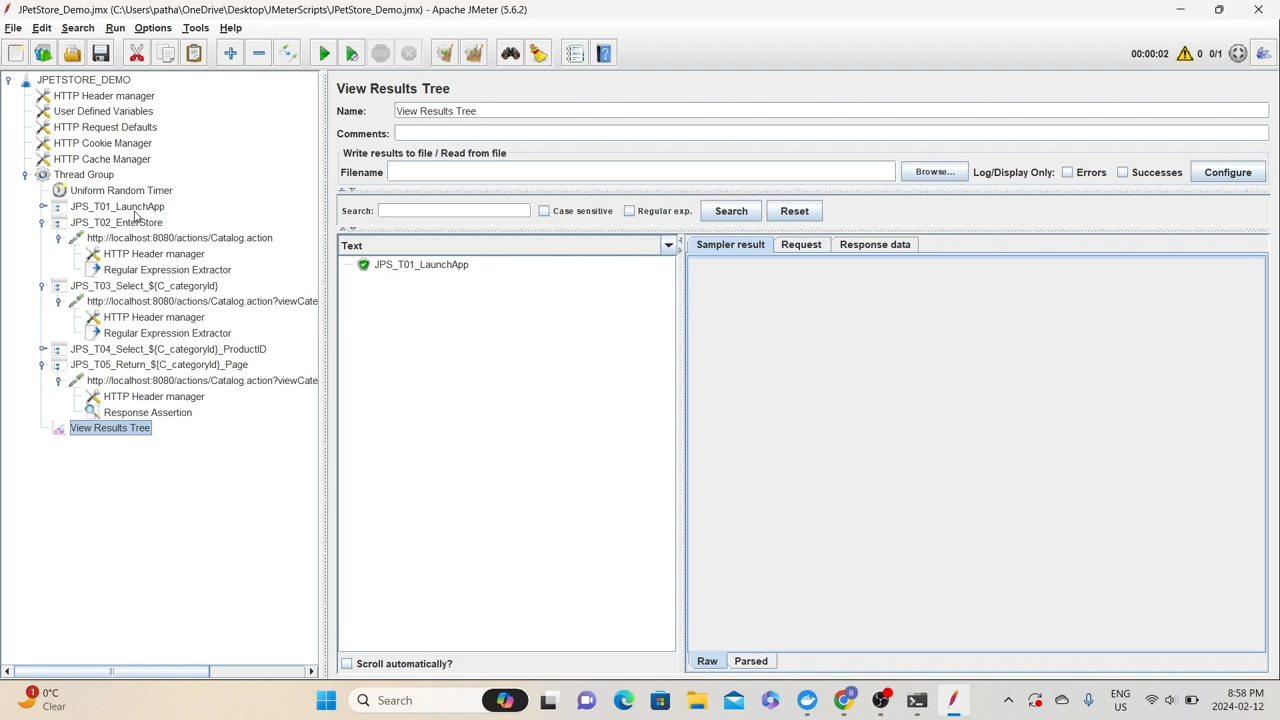 JPetStore_Demo.jmx (C:\Users\patha\OneDrive\Desktop\JMeterScripts\JPetStore_Demo.jmx) - Apache JMeter (5.6.2)
File Edit Search Run Options Tools Help
00:00:02 0 0/1
JPETSTORE_DEMO
HTTP Header manager
User Defined Variables
HTTP Request Defaults
HTTP Cookie Manager
HTTP Cache Manager
Thread Group
Uniform Random Timer
JPS_T01_LaunchApp
JPS_T02_EnterStore
http://localhost:8080/actions/Catalog.action
HTTP Header manager
Regular Expression Extractor
JPS_T03_Select_${C_categoryId}
http://localhost:8080/actions/Catalog.action?viewCate
HTTP Header manager
Regular Expression Extractor
JPS_T04_Select_${C_categoryId}_ProductID
JPS_T05_Return_${C_categoryId}_Page
http://localhost:8080/actions/Catalog.action?viewCate
HTTP Header manager
Response Assertion
View Results Tree
View Results Tree
Name: View Results Tree
Comments:
Write results to file / Read from file
Filename Browse... Log/Display Only: Errors Successes Configure
Search: Case sensitive Regular exp. Search Reset
Text
JPS_T01_LaunchApp
Scroll automatically?
Sampler result Request Response data
Raw Parsed
1 0°C
Clear
Search
ENG
US
8:58 PM
2024-02-12